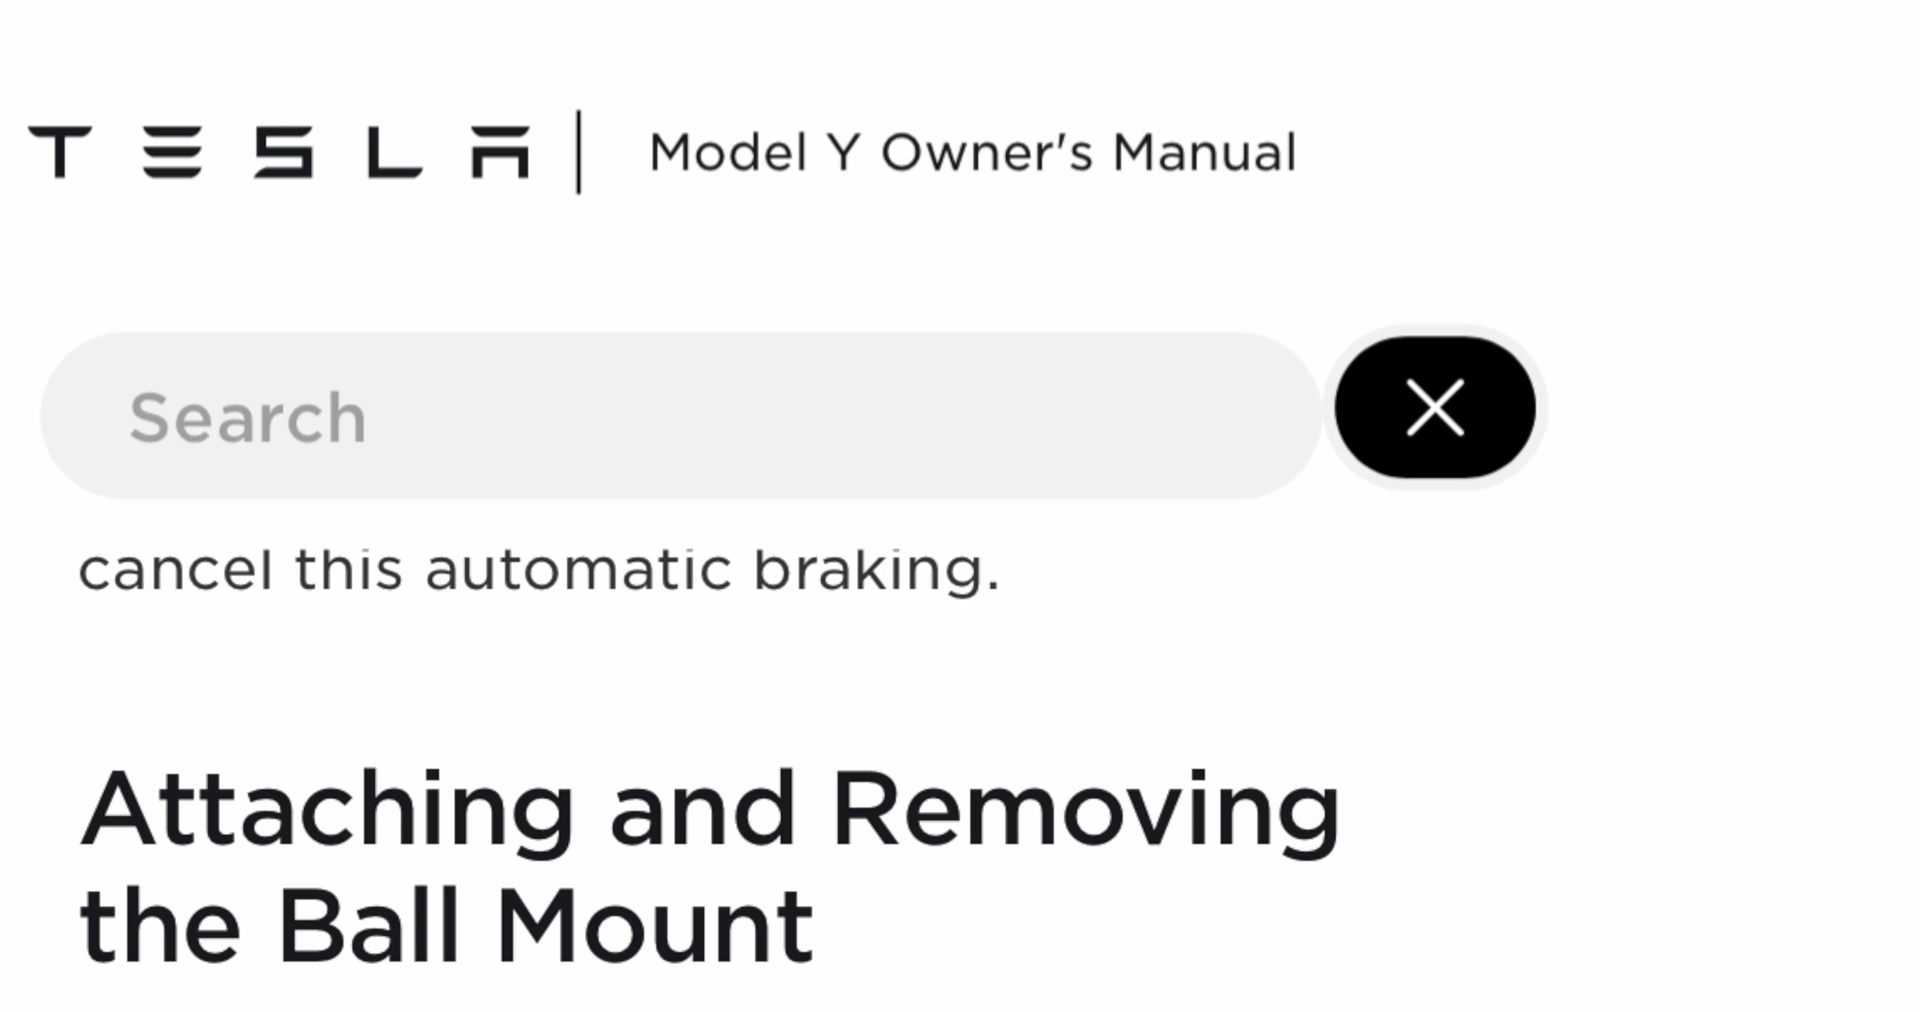 TESLA | Model Y Owner's Manual
Search
cancel this automatic braking.
Attaching and Removing
the Ball Mount